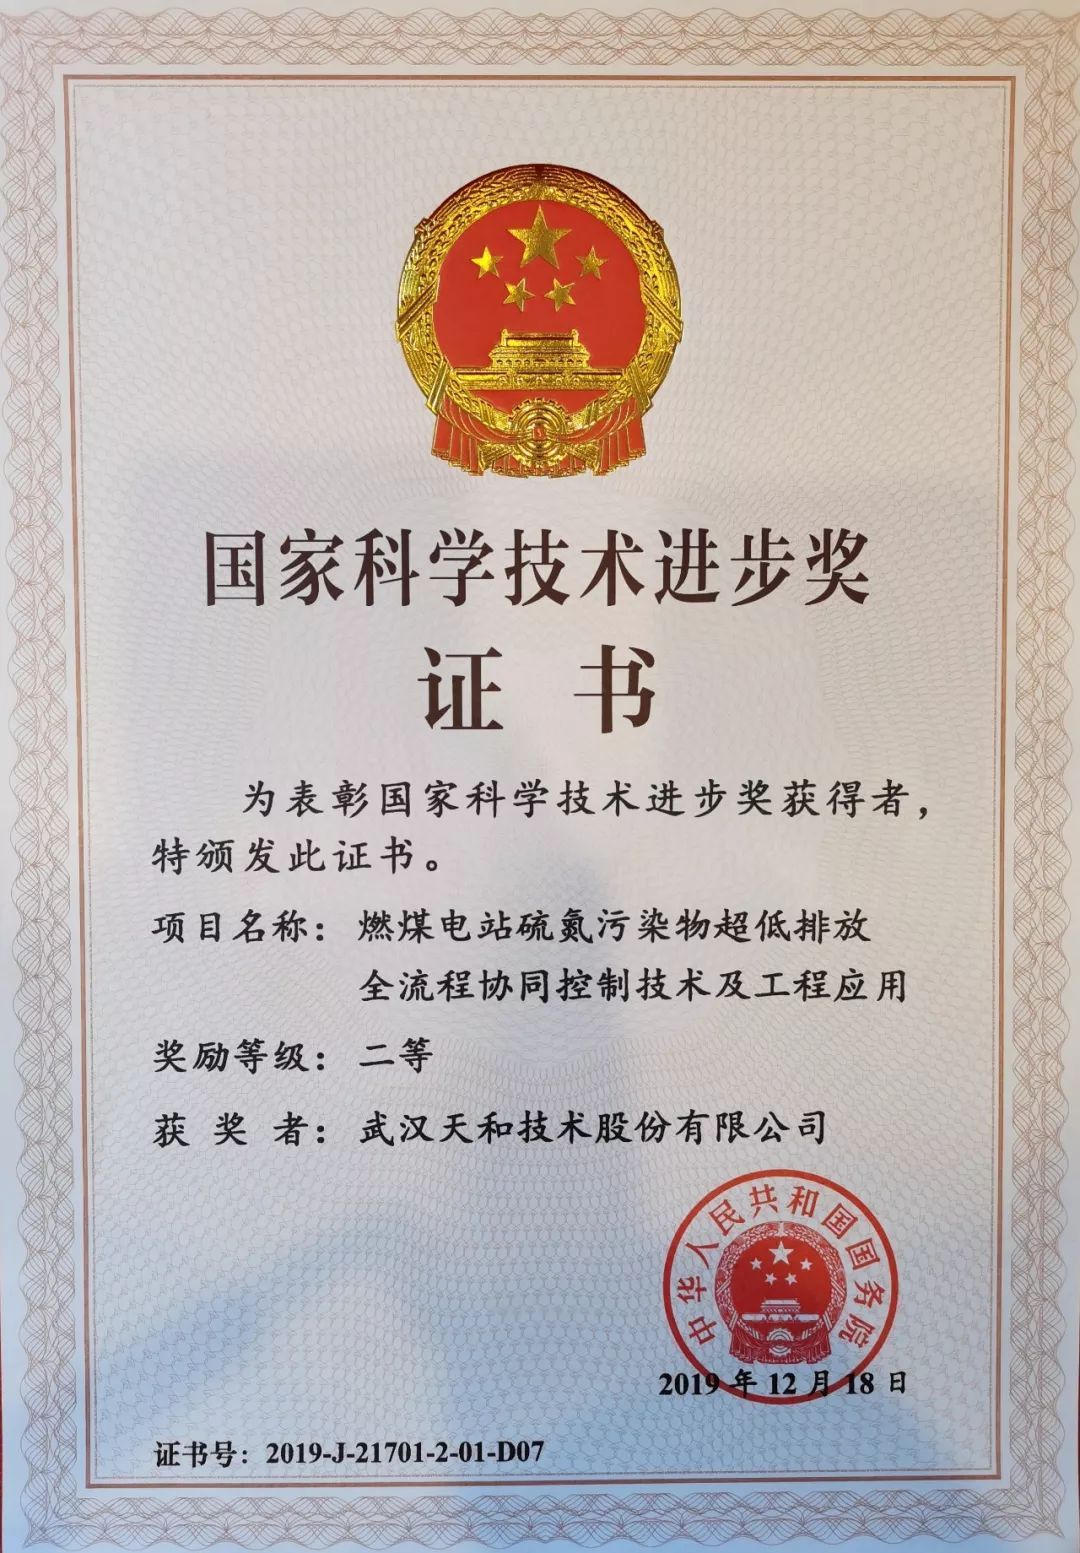 国家科学技术进步奖
证书
为表彰国家科学技术进步奖获得者，
特颁发此证书。
项目名称：燃煤电站硫氮污染物超低排放
全流程协同控制技术及工程应用
奖励等级：二等
获奖者：武汉天和技术股份有限公司
中华人民共和国国务院
2019年12月18日
证书号：2019-J-21701-2-01-D07